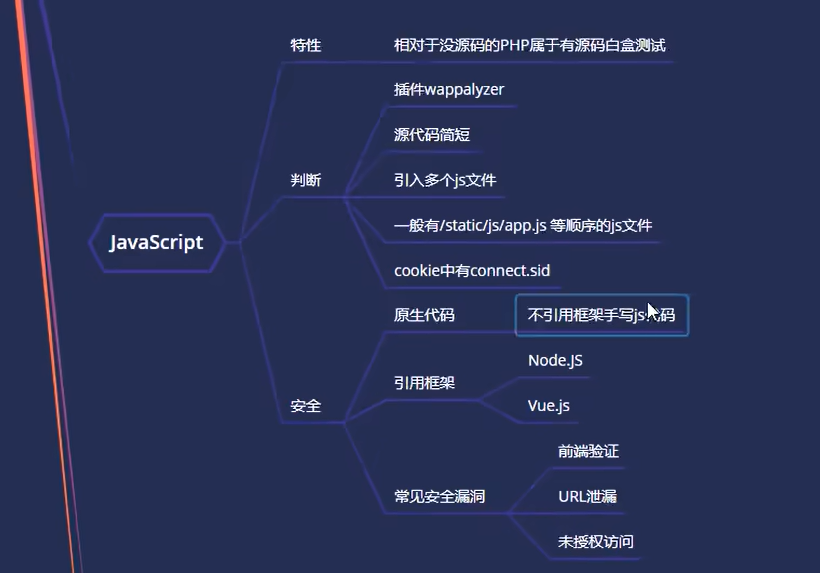 特性
相对于没源码的PHP属于有源码白盒测试
插件wappalyzer
源代码简短
判断
引入多个js文件
一般有/static/js/app.js 等顺序的js文件
JavaScript
cookie中有connect.sid
原生代码
不引用框架手写js代码
Node.JS
引用框架
Vue.js
安全
前端验证
常见安全漏洞
URL泄漏
未授权访问